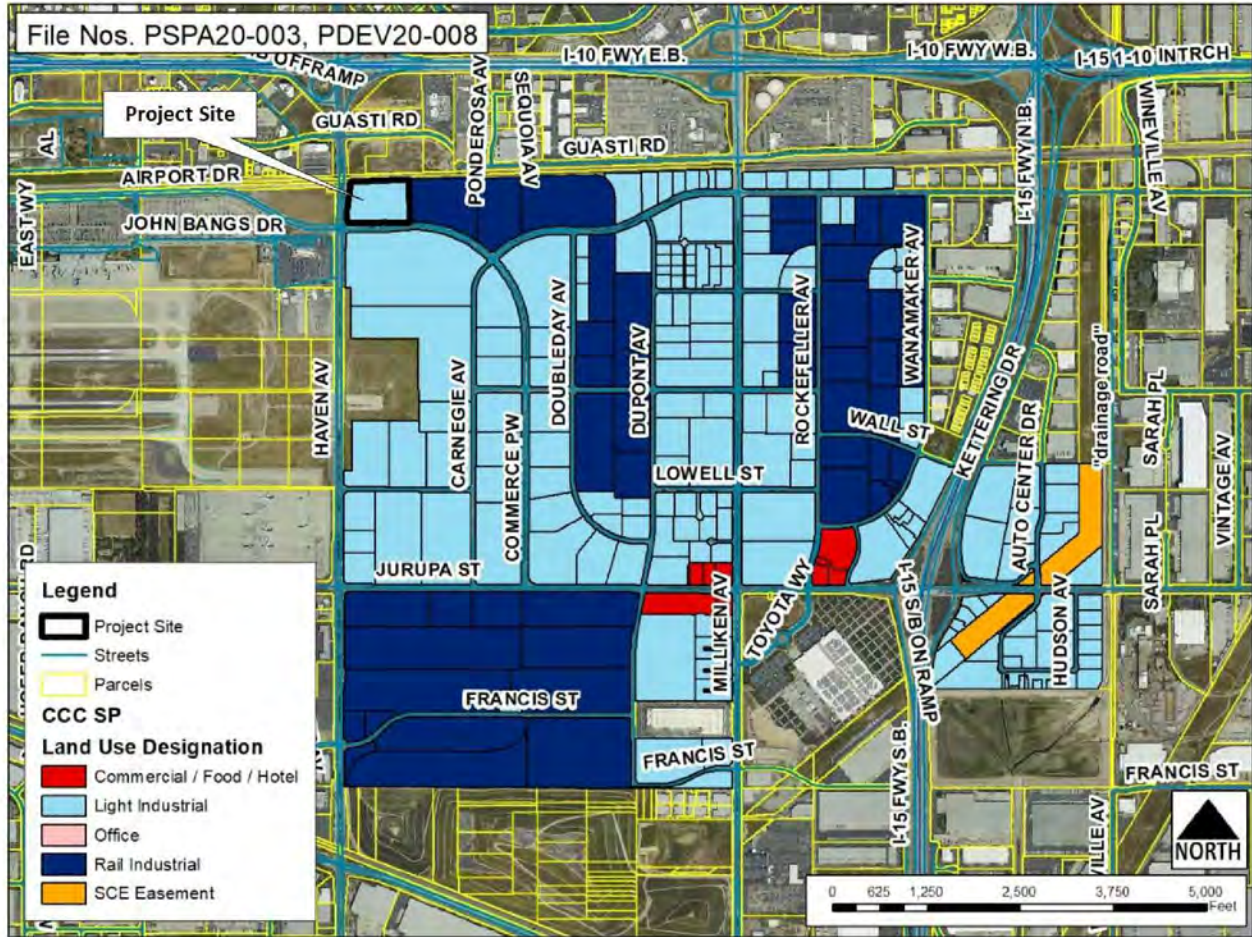 File Nos. PSPA20-003, PDEV20-008
OFFRAMP
I-10 FWY E.B.
I-10 FWY W.B.
I-15 1-10 INTRCH
Project Site
GUASTI RD
PONDEROSA AV
SEQUOIA AV
GUASTI RD
I-15 FWY N.B.
WINEVILLE AV
AL
AIRPORT DR
EAST WY
JOHN BANGS DR
HAVEN AV
CARNEGIE AV
COMMERCE PW
DOUBLEDAY AV
DUPONT AV
ROCKEFELLER AV
WANAMAKER AV
WALL ST
KETTERING DR
"drainage road"
SARAH PL
VINTAGE AV
LOWELL ST
AUTO CENTER DR
SARAH PL
JURUPA ST
MILLIKEN AV
TOYOTA WY
I-15 S/B ON RAMP
HUDSON AV
FRANCIS ST
FRANCIS ST
I-15 FWY S.B.
FRANCIS ST
VILLE AV
Legend
Project Site
Streets
Parcels
CCC SP
Land Use Designation
Commercial / Food / Hotel
Light Industrial
Office
Rail Industrial
SCE Easement
NORTH
0 625 1,250 2,500 3,750 5,000
Feet